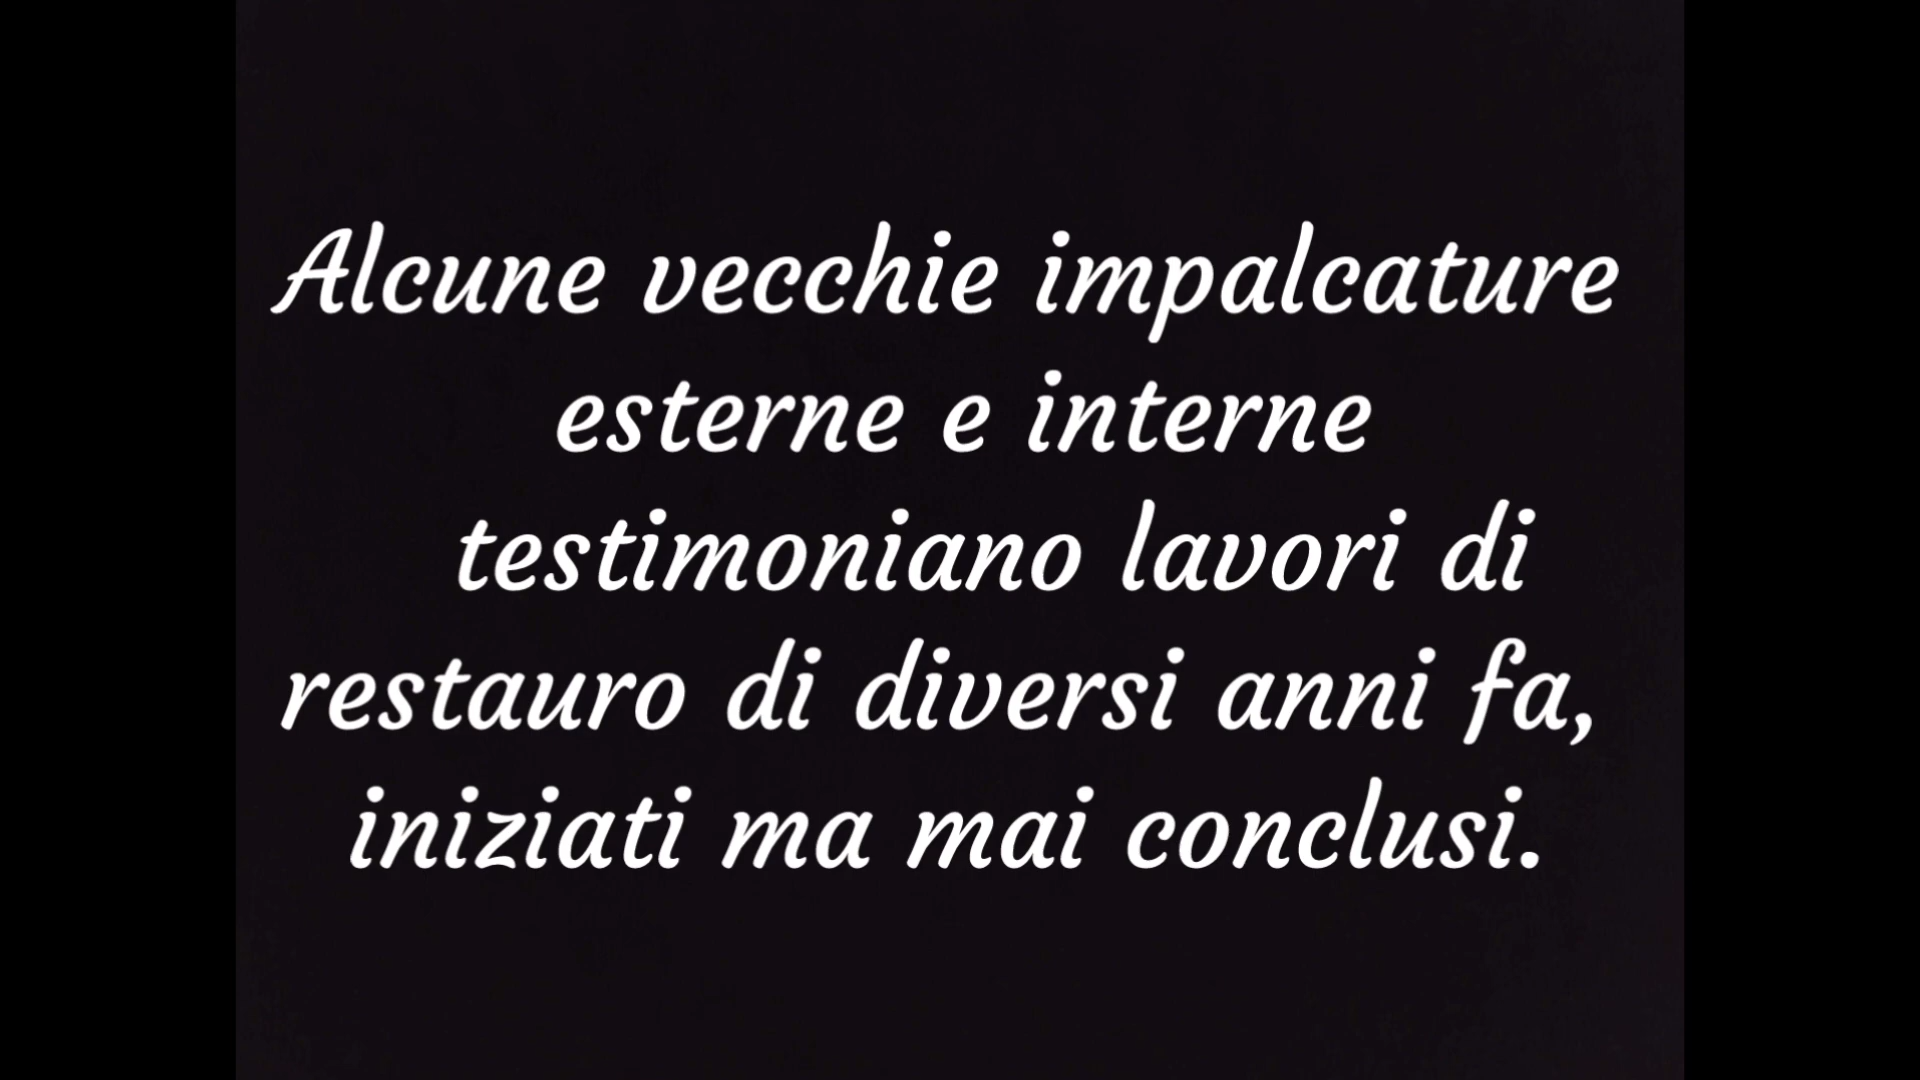 Alcune vecchie impalcature
esterne e interne
testimoniano lavori di
restauro di diversi anni fa,
iniziati ma mai conclusi.